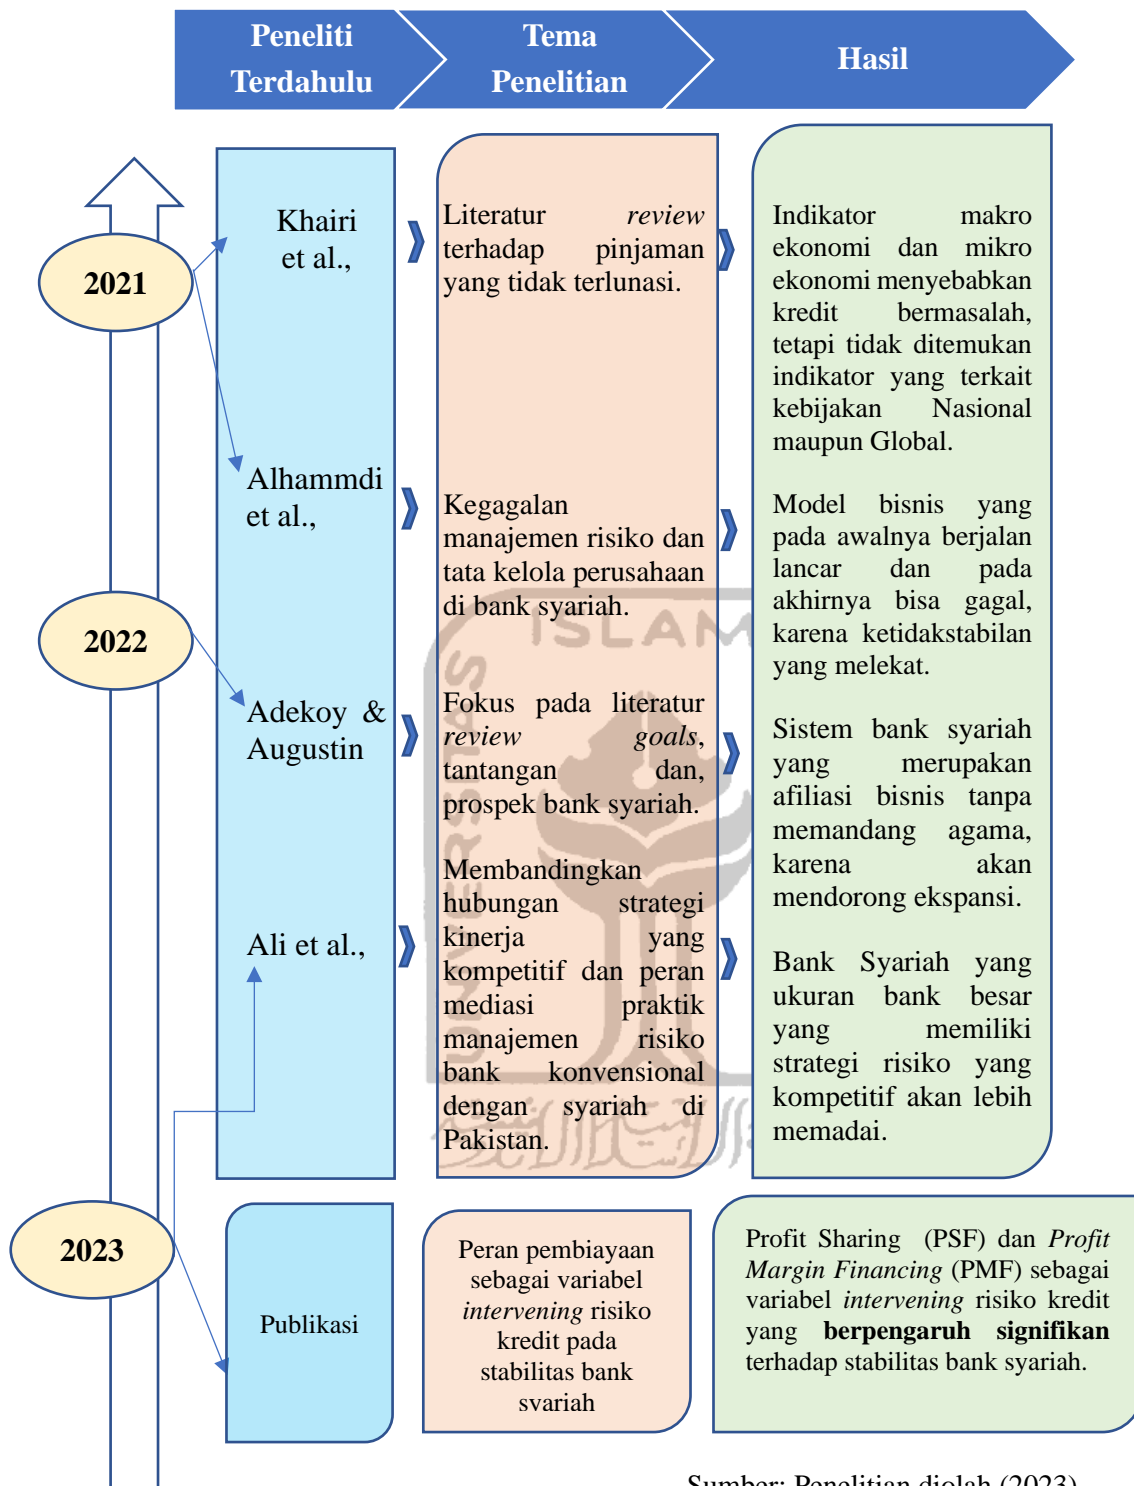 Peneliti
Terdahulu
Tema
Penelitian
Hasil
2021
Khairi
et al.,
Literatur review
terhadap pinjaman
yang tidak terlunasi.
Indikator makro
ekonomi dan mikro
ekonomi menyebabkan
kredit bermasalah,
tetapi tidak ditemukan
indikator yang terkait
kebijakan Nasional
maupun Global.
Alhammdi
et al.,
Kegagalan
manajemen risiko dan
tata kelola perusahaan
di bank syariah.
Model bisnis yang
pada awalnya berjalan
lancar dan pada
akhirnya bisa gagal,
karena ketidakstabilan
yang melekat.
2022
Adekoy &
Augustin
Fokus pada literatur
review goals,
tantangan dan,
prospek bank syariah.
Sistem bank syariah
yang merupakan
afiliasi bisnis tanpa
memandang agama,
karena akan
mendorong ekspansi.
Ali et al.,
Membandingkan
hubungan strategi
kinerja yang
kompetitif dan peran
mediasi praktik
manajemen risiko
bank konvensional
dengan syariah di
Pakistan.
Bank Syariah yang
ukuran bank besar
yang memiliki
strategi risiko yang
kompetitif akan lebih
memadai.
2023
Publikasi
Peran pembiayaan
sebagai variabel
intervening risiko
kredit pada
stabilitas bank
svariah
Profit Sharing (PSF) dan Profit
Margin Financing (PMF) sebagai
variabel intervening risiko kredit
yang berpengaruh signifikan
terhadap stabilitas bank syariah.
ISLAM
UNIVERSITAS
Sumber: Penelitian diolah (2023)